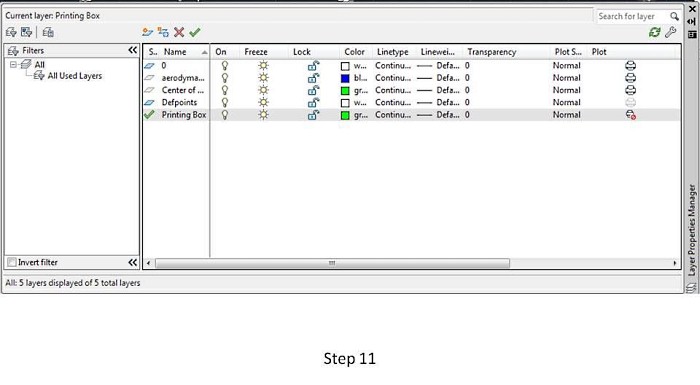 Current layer: Printing Box
Search for layer
Filters
S.. Name On Freeze Lock Color Linetype Linewei... Transparency Plot S... Plot
All
All Used Layers
0 w... Continu... Defa... 0 Normal
aerodyma... bl... Continu... Defa... 0 Normal
Center of ... gr... Continu... Defa... 0 Normal
Defpoints w... Continu... Defa... 0 Normal
Printing Box gr... Continu... Defa... 0 Normal
Invert filter
All: 5 layers displayed of 5 total layers
Layer Properties Manager
Step 11